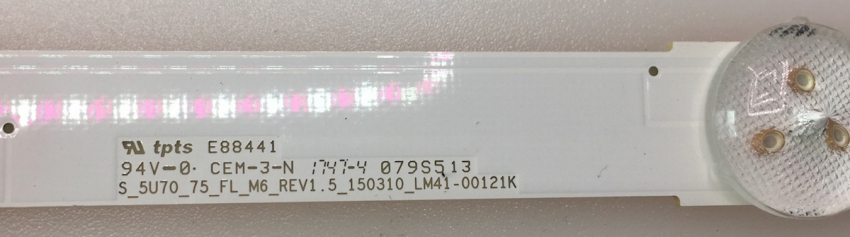 tpts E88441
94V-0· CEM-3-N 1747-4 079S513
S_5U70_75_FL_M6_REV1.5_150310_LM41-00121K